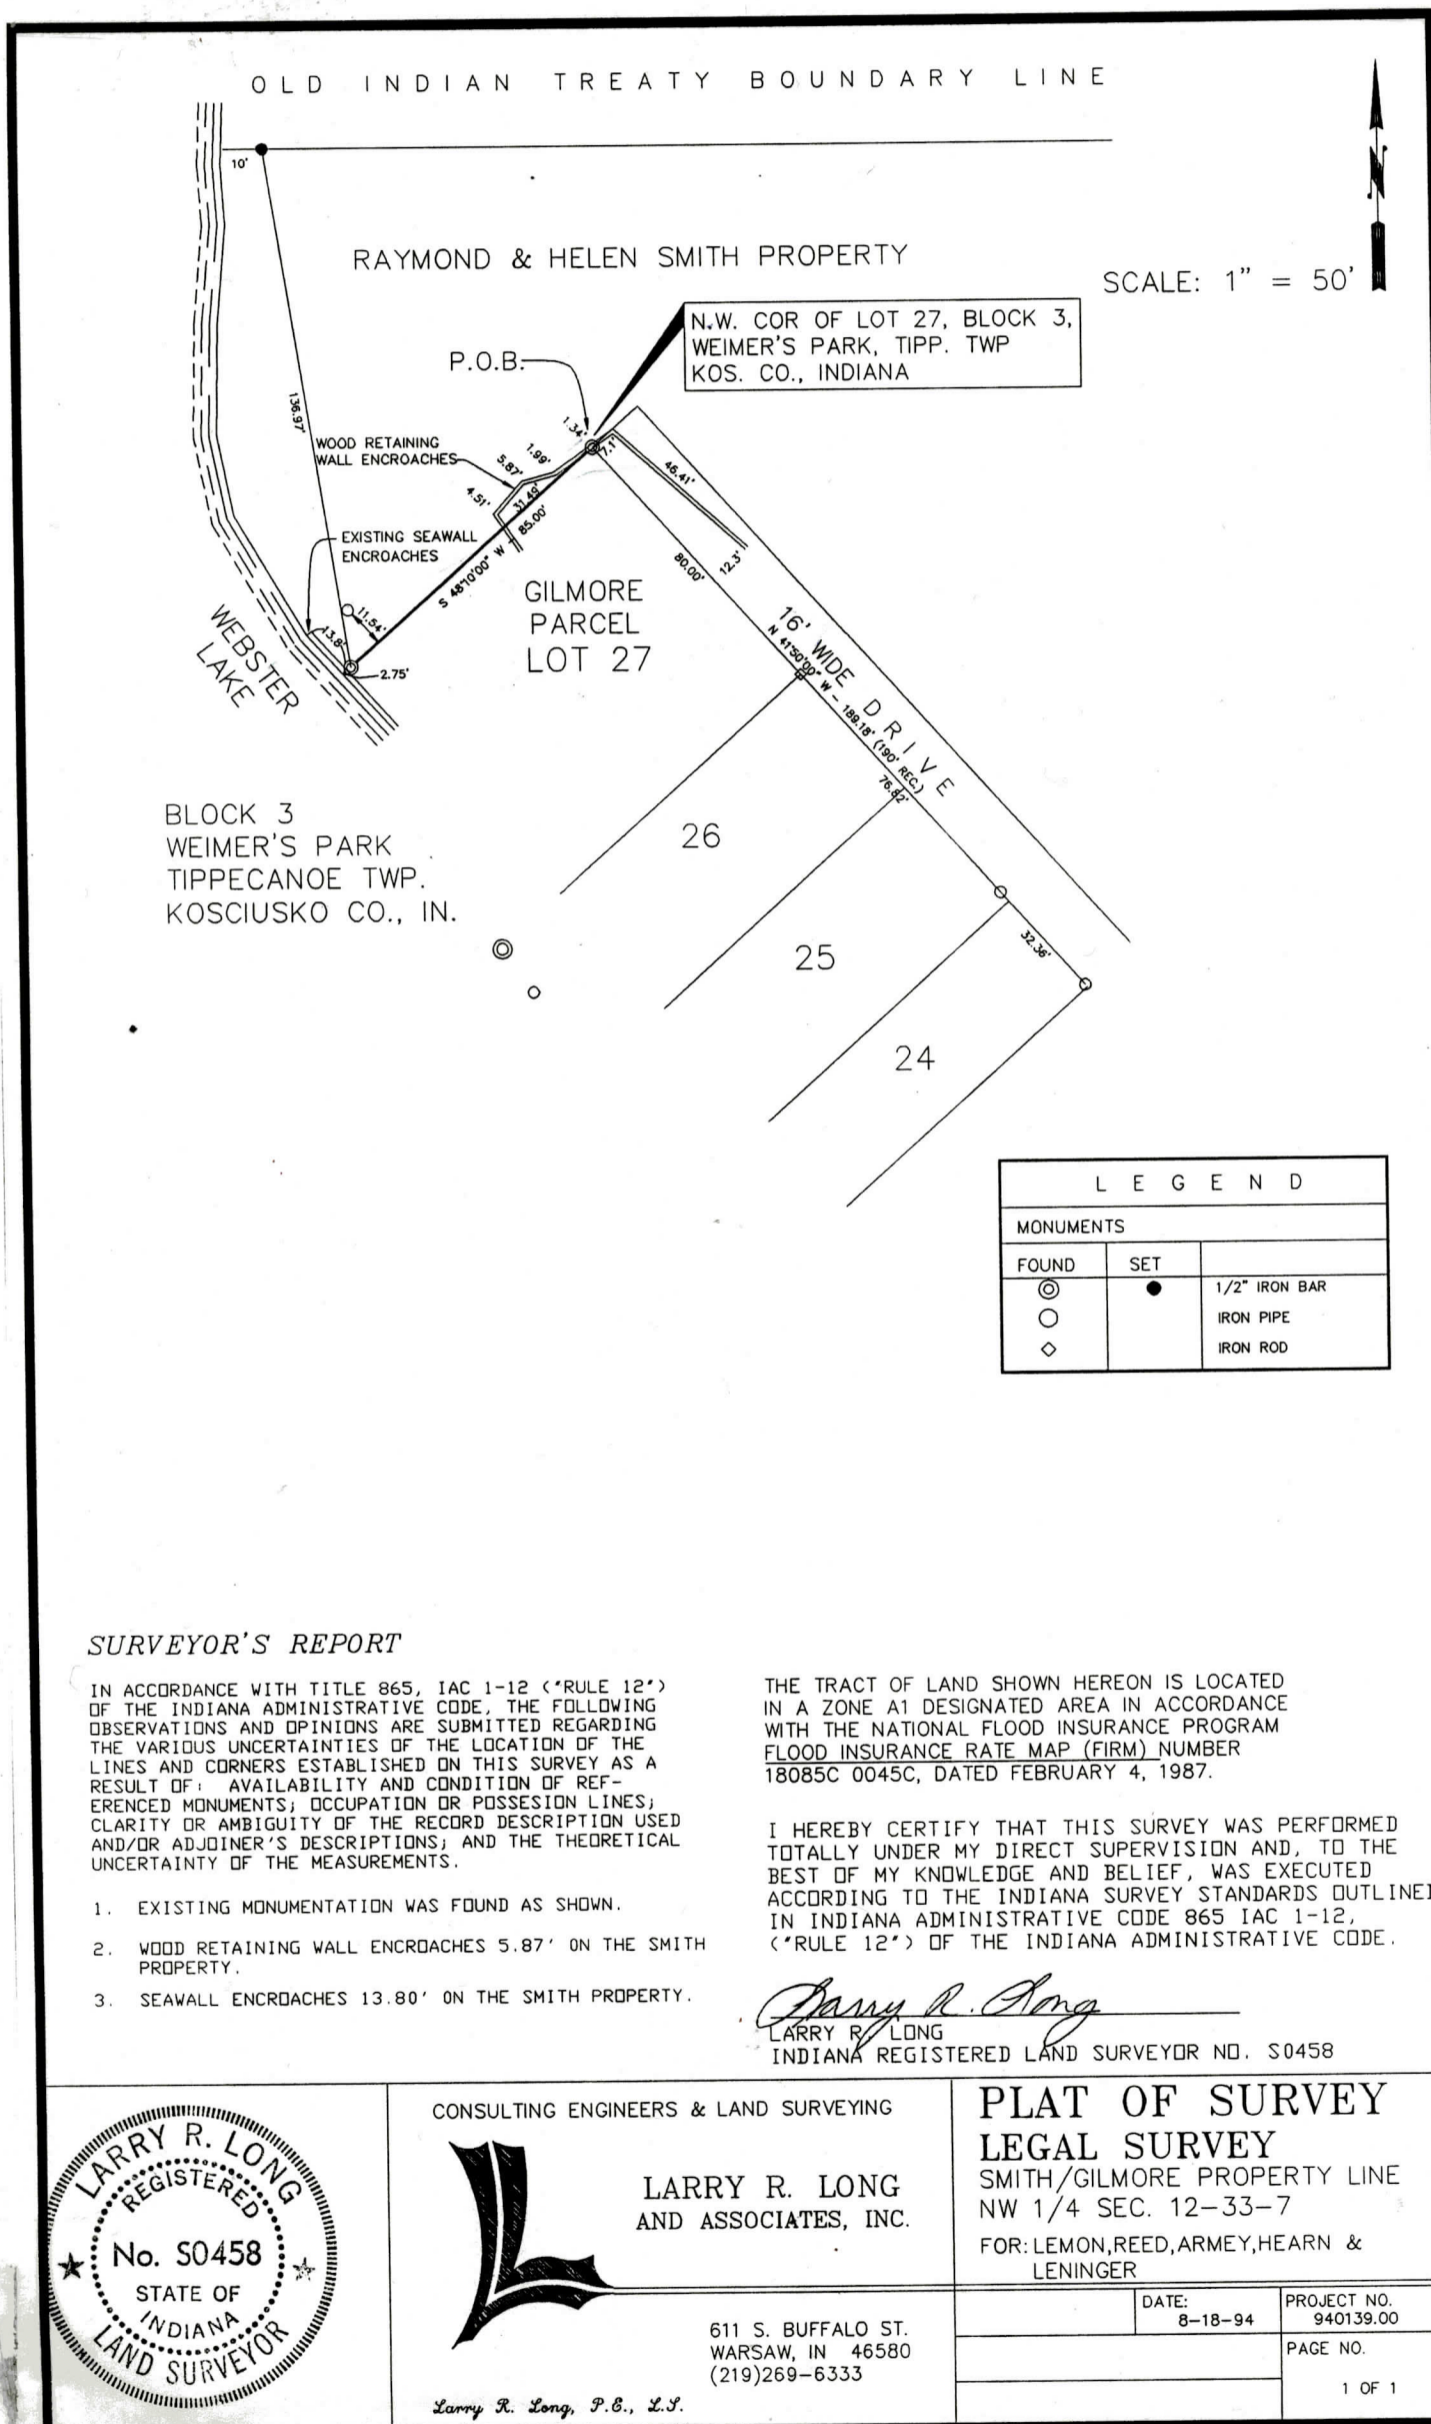 OLD INDIAN TREATY BOUNDARY LINE
10'
N
RAYMOND & HELEN SMITH PROPERTY
SCALE: 1" = 50'
N.W. COR OF LOT 27, BLOCK 3,
WEIMER'S PARK, TIPP. TWP
KOS. CO., INDIANA
P.O.B.
136.97'
1.34'
7.1'
WOOD RETAINING
WALL ENCROACHES
1.99'
5.87'
4.51'
31.49'
85.00'
S 48°10'00" W
46.41'
12.3'
80.00'
EXISTING SEAWALL
ENCROACHES
GILMORE
PARCEL
LOT 27
11.54'
13.8'
2.75'
WEBSTER
LAKE
16' WIDE DRIVE
N 41°50'00" W - 189.18' (190' REC.)
76.82'
32.36'
26
25
24
BLOCK 3
WEIMER'S PARK
TIPPECANOE TWP.
KOSCIUSKO CO., IN.
LEGEND
MONUMENTS
FOUND SET
1/2" IRON BAR
IRON PIPE
IRON ROD
SURVEYOR'S REPORT
IN ACCORDANCE WITH TITLE 865, IAC 1-12 ("RULE 12")
OF THE INDIANA ADMINISTRATIVE CODE, THE FOLLOWING
OBSERVATIONS AND OPINIONS ARE SUBMITTED REGARDING
THE VARIOUS UNCERTAINTIES OF THE LOCATION OF THE
LINES AND CORNERS ESTABLISHED ON THIS SURVEY AS A
RESULT OF: AVAILABILITY AND CONDITION OF REF-
ERENCED MONUMENTS; OCCUPATION OR POSSESION LINES;
CLARITY OR AMBIGUITY OF THE RECORD DESCRIPTION USED
AND/OR ADJOINER'S DESCRIPTIONS; AND THE THEORETICAL
UNCERTAINTY OF THE MEASUREMENTS.
1. EXISTING MONUMENTATION WAS FOUND AS SHOWN.
2. WOOD RETAINING WALL ENCROACHES 5.87' ON THE SMITH
PROPERTY.
3. SEAWALL ENCROACHES 13.80' ON THE SMITH PROPERTY.
THE TRACT OF LAND SHOWN HEREON IS LOCATED
IN A ZONE A1 DESIGNATED AREA IN ACCORDANCE
WITH THE NATIONAL FLOOD INSURANCE PROGRAM
FLOOD INSURANCE RATE MAP (FIRM) NUMBER
18085C 0045C, DATED FEBRUARY 4, 1987.
I HEREBY CERTIFY THAT THIS SURVEY WAS PERFORMED
TOTALLY UNDER MY DIRECT SUPERVISION AND, TO THE
BEST OF MY KNOWLEDGE AND BELIEF, WAS EXECUTED
ACCORDING TO THE INDIANA SURVEY STANDARDS OUTLINED
IN INDIANA ADMINISTRATIVE CODE 865 IAC 1-12,
("RULE 12") OF THE INDIANA ADMINISTRATIVE CODE.
Larry R. Long
LARRY R. LONG
INDIANA REGISTERED LAND SURVEYOR NO. S0458
LARRY R. LONG
REGISTERED
No. S0458
STATE OF
INDIANA
LAND SURVEYOR
CONSULTING ENGINEERS & LAND SURVEYING
LARRY R. LONG
AND ASSOCIATES, INC.
611 S. BUFFALO ST.
WARSAW, IN 46580
(219)269-6333
Larry R. Long, P.E., L.S.
PLAT OF SURVEY
LEGAL SURVEY
SMITH/GILMORE PROPERTY LINE
NW 1/4 SEC. 12-33-7
FOR: LEMON,REED,ARMEY,HEARN &
LENINGER
DATE:
8-18-94
PROJECT NO.
940139.00
PAGE NO.
1 OF 1